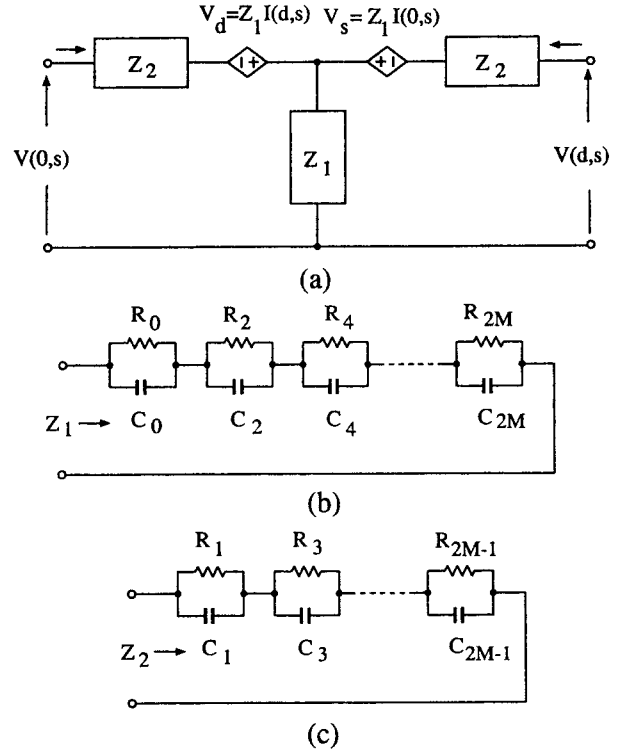 V_d=Z_1 I(d,s) V_s=Z_1 I(0,s)
Z_2 − + + − Z_2
V(0,s) Z_1 V(d,s)
(a)
R_0 R_2 R_4 R_2M
Z_1 C_0 C_2 C_4 C_2M
(b)
R_1 R_3 R_2M-1
Z_2 C_1 C_3 C_2M-1
(c)